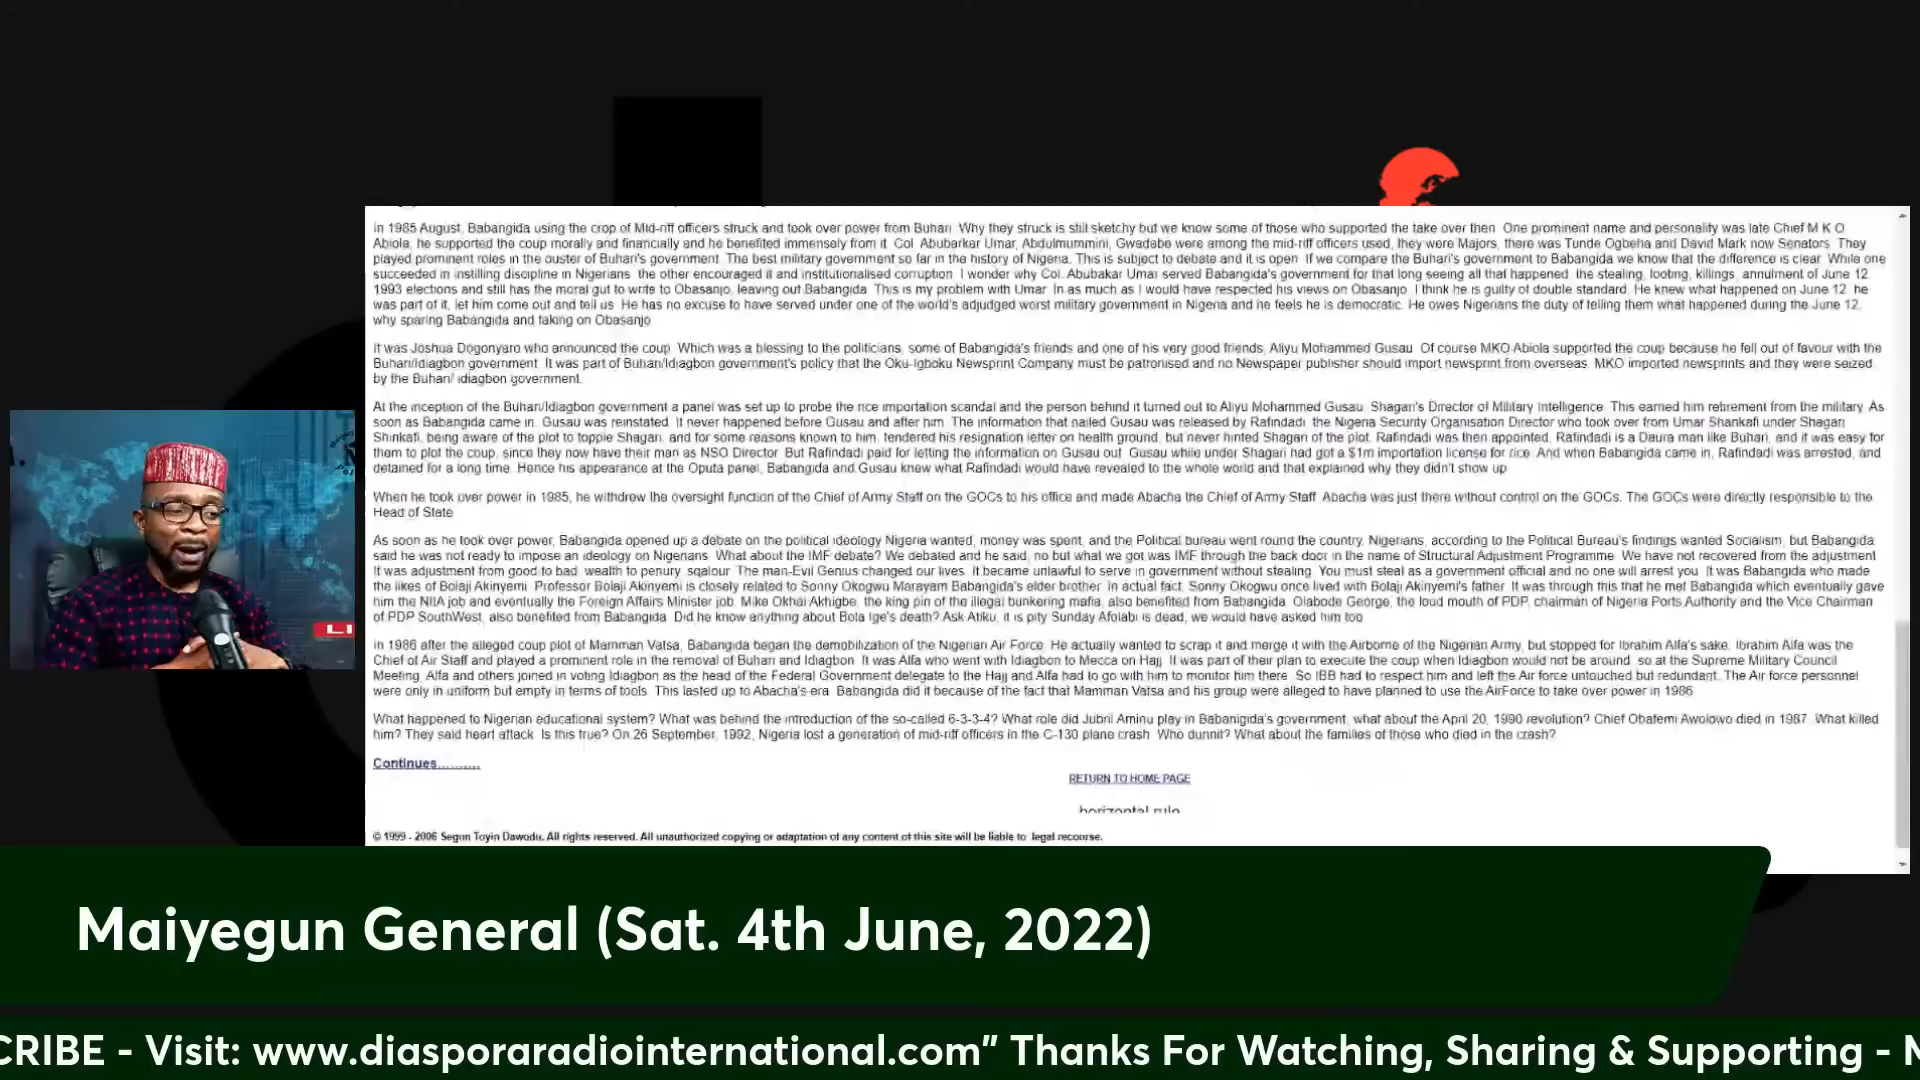 In 1985 August, Babangida using the crop of Mid-riff officers struck and took over power from Buhari. Why they struck is still sketchy but we know some of those who supported the take over then. One prominent name and personality was late Chief M K O
Abiola, he supported the coup morally and financially and he benefited immensely from it. Col. Abubarkar Umar, Abdulmummini, Gwadebe were among the mid-riff officers used, they were Majors, there was Tunde Ogbeha and David Mark now Senators. They
played prominent roles in the ouster of Buhari's government. The best military government so far in the history of Nigeria. This is subject to debate and it is open. If we compare the Buhari's government to Babangida we know that the difference is clear. While one
succeeded in instilling discipline in Nigerians, the other encouraged it and institutionalised corruption. I wonder why Col. Abubakar Umar served Babangida's government for that long seeing all that happened, the stealing, looting, killings, annulment of June 12
1993 elections and still has the moral gut to write to Obasanjo, leaving out Babangida. This is my problem with Umar. In as much as I would have respected his views on Obasanjo, I think he is guilty of double standard. He knew what happened on June 12, he
was part of it, let him come out and tell us. He has no excuse to have served under one of the world's adjudged worst military government in Nigeria and he feels he is democratic. He owes Nigerians the duty of telling them what happened during the June 12,
why sparing Babangida and taking on Obasanjo
It was Joshua Dogonyaro who announced the coup. Which was a blessing to the politicians, some of Babangida's friends and one of his very good friends, Aliyu Mohammed Gusau. Of course MKO Abiola supported the coup because he fell out of favour with the
Buhari/Idiagbon government. It was part of Buhari/Idiagbon government's policy that the Oku-Igboku Newsprint Company must be patronised and no Newspaper publisher should import newsprint from overseas. MKO imported newsprints and they were seized
by the Buhari/ Idiagbon government.
At the inception of the Buhari/Idiagbon government a panel was set up to probe the rice importation scandal and the person behind it turned out to Aliyu Mohammed Gusau, Shagari's Director of Military Intelligence. This earned him retirement from the military. As
soon as Babangida came in, Gusau was reinstated. It never happened before Gusau and after him. The information that nailed Gusau was released by Rafindadi, the Nigeria Security Organisation Director who took over from Umar Shankafi under Shagari
Shinkafi, being aware of the plot to topple Shagari, and for some reasons known to him, tendered his resignation letter on health ground, but never hinted Shagari of the plot. Rafindadi was then appointed, Rafindadi is a Daura man like Buhari, and it was easy for
them to plot the coup, since they now have their man as NSO Director. But Rafindadi paid for letting the information on Gusau out. Gusau while under Shagari had got a $1m importation license for rice. And when Babangida came in, Rafindadi was arrested, and
detained for a long time. Hence his appearance at the Oputa panel, Babangida and Gusau knew what Rafindadi would have revealed to the whole world and that explained why they didn't show up
When he took over power in 1985, he withdrew the oversight function of the Chief of Army Staff on the GOCs to his office and made Abacha the Chief of Army Staff. Abacha was just there without control on the GOCs. The GOCs were directly responsible to the
Head of State
As soon as he took over power, Babangida opened up a debate on the political ideology Nigeria wanted, money was spent, and the Political bureau went round the country. Nigerians, according to the Political Bureau's findings wanted Socialism, but Babangida
said he was not ready to impose an ideology on Nigerians. What about the IMF debate? We debated and he said, no but what we got was IMF through the back door in the name of Structural Adjustment Programme. We have not recovered from the adjustment
It was adjustment from good to bad, wealth to penury, sqalour. The man-Evil Genius changed our lives. It became unlawful to serve in government without stealing. You must steal as a government official and no one will arrest you. It was Babangida who made
the likes of Bolaji Akinyemi. Professor Bolaji Akinyemi is closely related to Sonny Okogwu Marayam Babangida's elder brother. In actual fact, Sonny Okogwu once lived with Bolaji Akinyemi's father. It was through this that he met Babangida which eventually gave
him the NIIA job and eventually the Foreign Affairs Minister job. Mike Okhai Akhigbe, the king pin of the illegal bunkering mafia, also benefited from Babangida. Olabode George, the loud mouth of PDP, chairman of Nigeria Ports Authority and the Vice Chairman
of PDP SouthWest, also benefited from Babangida. Did he know anything about Bola Ige's death? Ask Atiku, it is pity Sunday Afolabi is dead, we would have asked him too
In 1986 after the alleged coup plot of Mamman Vatsa, Babangida began the demobilization of the Nigerian Air Force. He actually wanted to scrap it and merge it with the Airborne of the Nigerian Army, but stopped for Ibrahim Alfa's sake. Ibrahim Alfa was the
Chief of Air Staff and played a prominent role in the removal of Buhari and Idiagbon. It was Alfa who went with Idiagbon to Mecca on Hajj. It was part of their plan to execute the coup when Idiagbon would not be around, so at the Supreme Military Council
Meeting, Alfa and others joined in voting Idiagbon as the head of the Federal Government delegate to the Hajj and Alfa had to go with him to monitor him there. So IBB had to respect him and left the Air force untouched but redundant. The Air force personnel
were only in uniform but empty in terms of tools. This lasted up to Abacha's era. Babangida did it because of the fact that Mamman Vatsa and his group were alleged to have planned to use the AirForce to take over power in 1986
What happened to Nigerian educational system? What was behind the introduction of the so-called 6-3-3-4? What role did Jubril Aminu play in Babanigida's government, what about the April 20, 1990 revolution? Chief Obafemi Awolowo died in 1987. What killed
him? They said heart attack. Is this true? On 26 September, 1992, Nigeria lost a generation of mid-riff officers in the C-130 plane crash. Who dunnit? What about the families of those who died in the crash?
Continues..........
RETURN TO HOME PAGE
horizontal rule
© 1999 - 2006 Segun Toyin Dawodu. All rights reserved. All unauthorized copying or adaptation of any content of this site will be liable to legal recourse.
LI
Maiyegun General (Sat. 4th June, 2022)
CRIBE - Visit: www.diasporaradiointernational.com” Thanks For Watching, Sharing & Supporting -